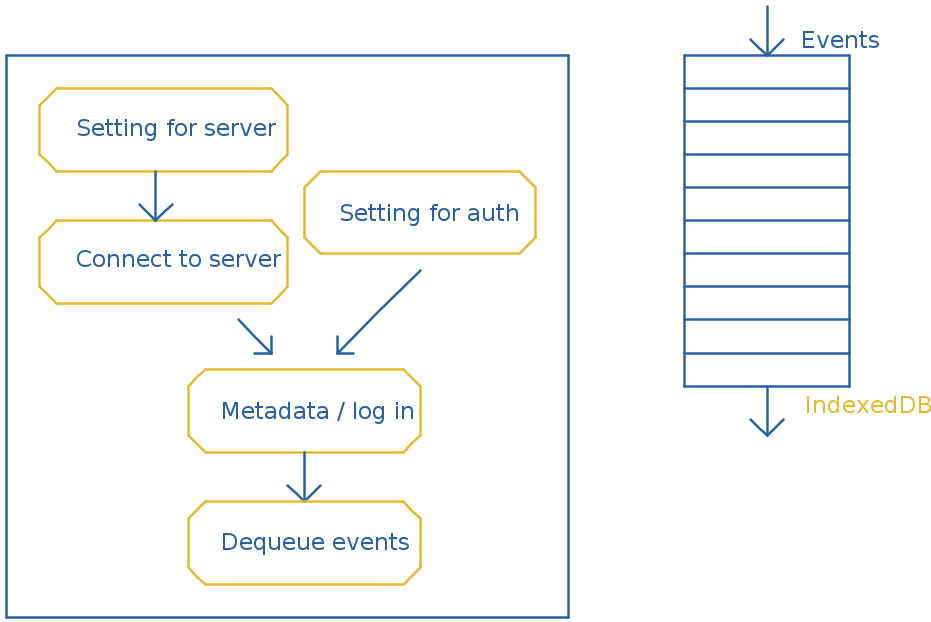 Events
Setting for server
Setting for auth
Connect to server
Metadata / log in
IndexedDB
Dequeue events